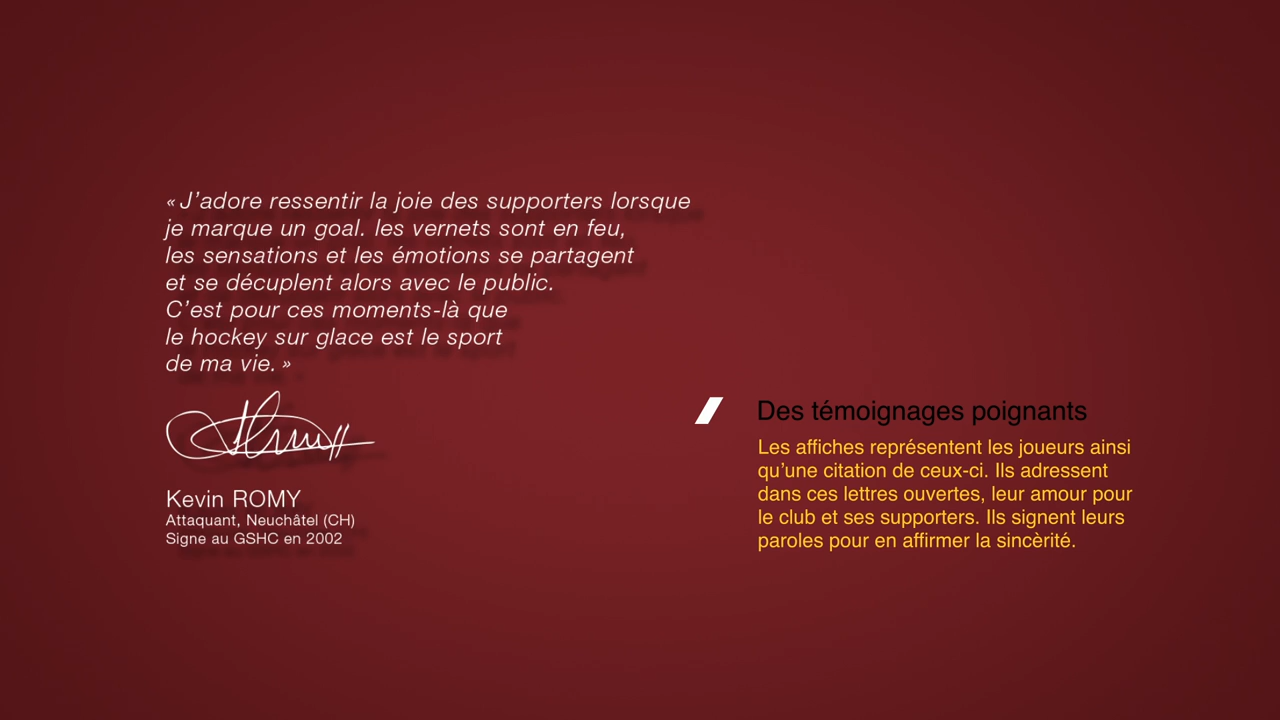 « J’adore ressentir la joie des supporters lorsque
je marque un goal. les vernets sont en feu,
les sensations et les émotions se partagent
et se décuplent alors avec le public.
C’est pour ces moments-là que
le hockey sur glace est le sport
de ma vie. »
Kevin ROMY
Attaquant, Neuchâtel (CH)
Signe au GSHC en 2002
Des témoignages poignants
Les affiches représentent les joueurs ainsi
qu’une citation de ceux-ci. Ils adressent
dans ces lettres ouvertes, leur amour pour
le club et ses supporters. Ils signent leurs
paroles pour en affirmer la sincèrité.